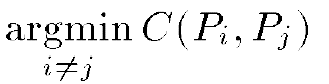 argmin C(P_i, P_j)
i≠j